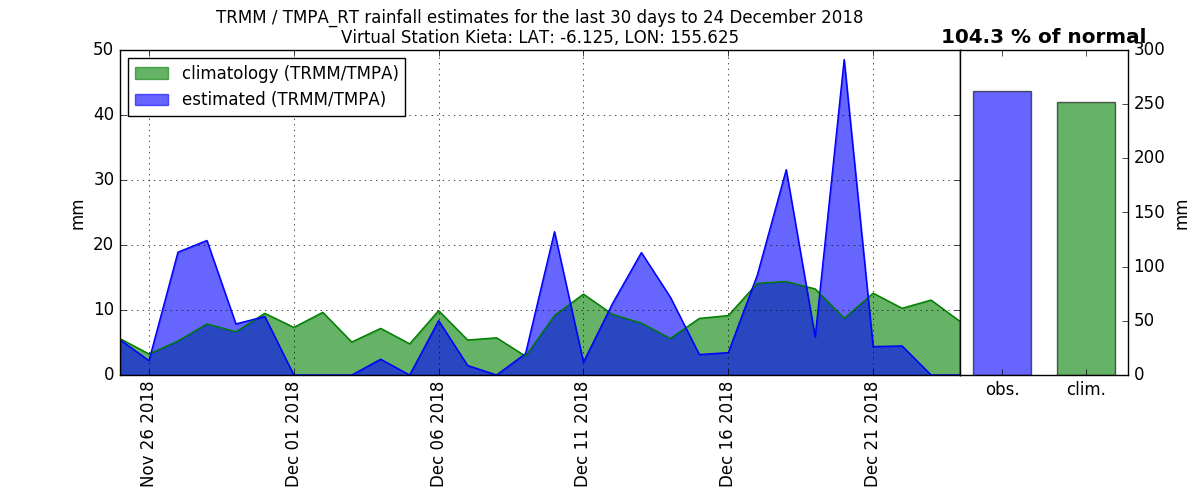 TRMM / TMPA_RT rainfall estimates for the last 30 days to 24 December 2018
Virtual Station Kieta: LAT: -6.125, LON: 155.625
104.3 % of normal
climatology (TRMM/TMPA)
estimated (TRMM/TMPA)
50
40
30
20
10
0
mm
300
250
200
150
100
50
0
mm
Nov 26 2018
Dec 01 2018
Dec 06 2018
Dec 11 2018
Dec 16 2018
Dec 21 2018
obs.
clim.